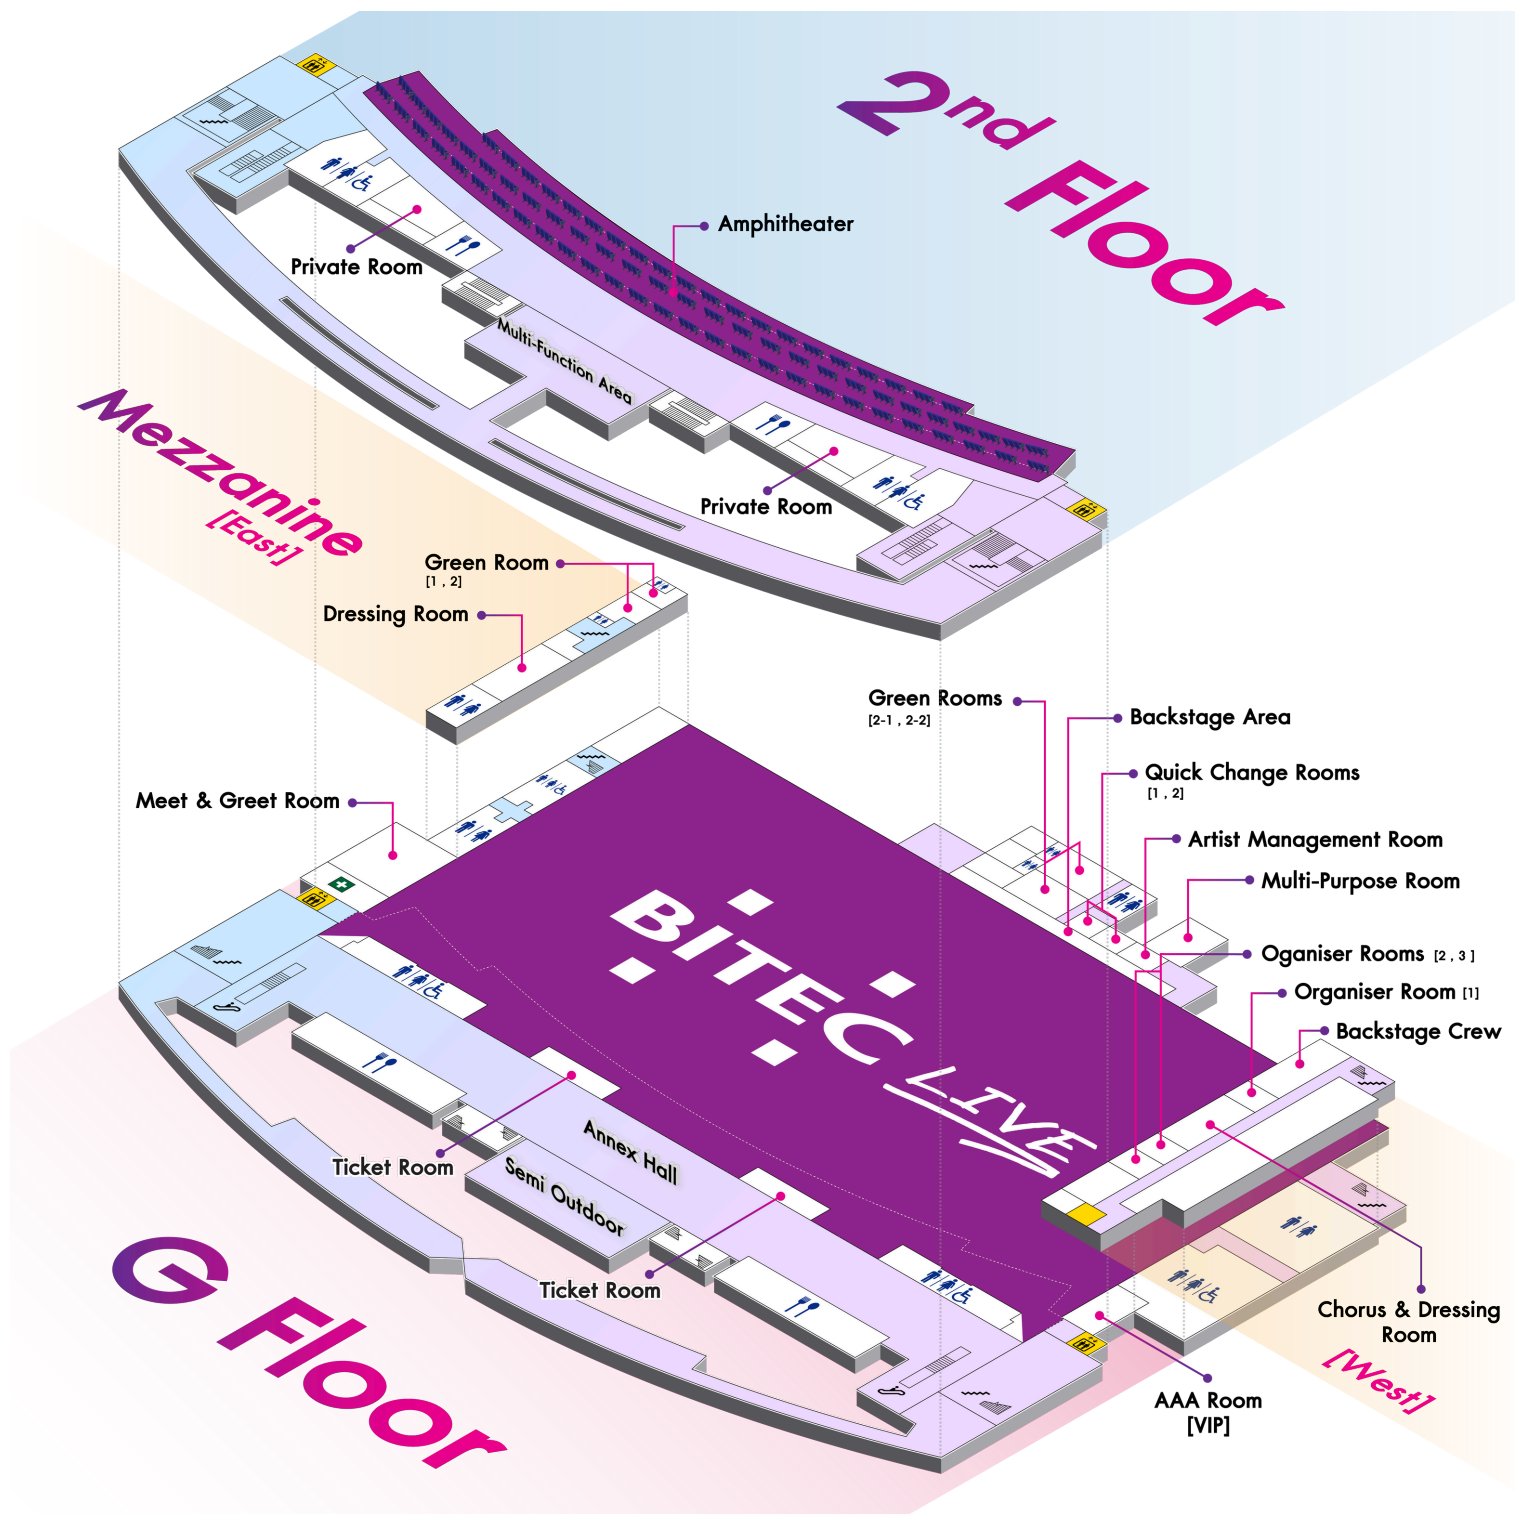 2nd Floor
Amphitheater
Private Room
Multi-Function Area
Private Room
Mezzanine
[East]
Green Room
[1 , 2]
Dressing Room
Green Rooms
[2-1 , 2-2]
Backstage Area
Quick Change Rooms
[1 , 2]
Meet & Greet Room
Artist Management Room
Multi-Purpose Room
Oganiser Rooms [2 , 3 ]
Organiser Room [1]
Backstage Crew
BITEC
LIVE
Annex Hall
Ticket Room
Semi Outdoor
Ticket Room
G Floor
Chorus & Dressing
Room
[West]
AAA Room
[VIP]